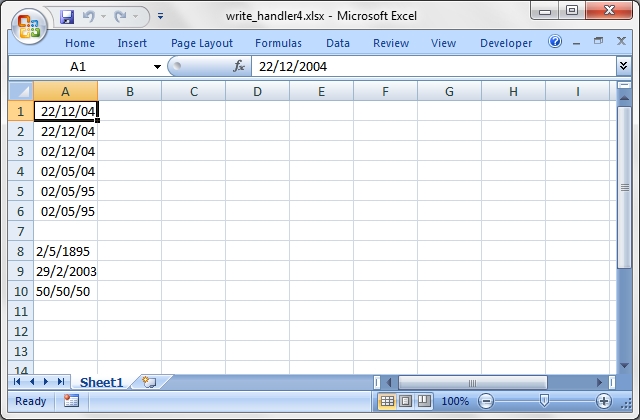 write_handler4.xlsx - Microsoft Excel
Home Insert Page Layout Formulas Data Review View Developer
A1 fx 22/12/2004
A B C D E F G H I
1 22/12/04
2 22/12/04
3 02/12/04
4 02/05/04
5 02/05/95
6 02/05/95
7
8 2/5/1895
9 29/2/2003
10 50/50/50
11
12
13
14
Sheet1
Ready 100%